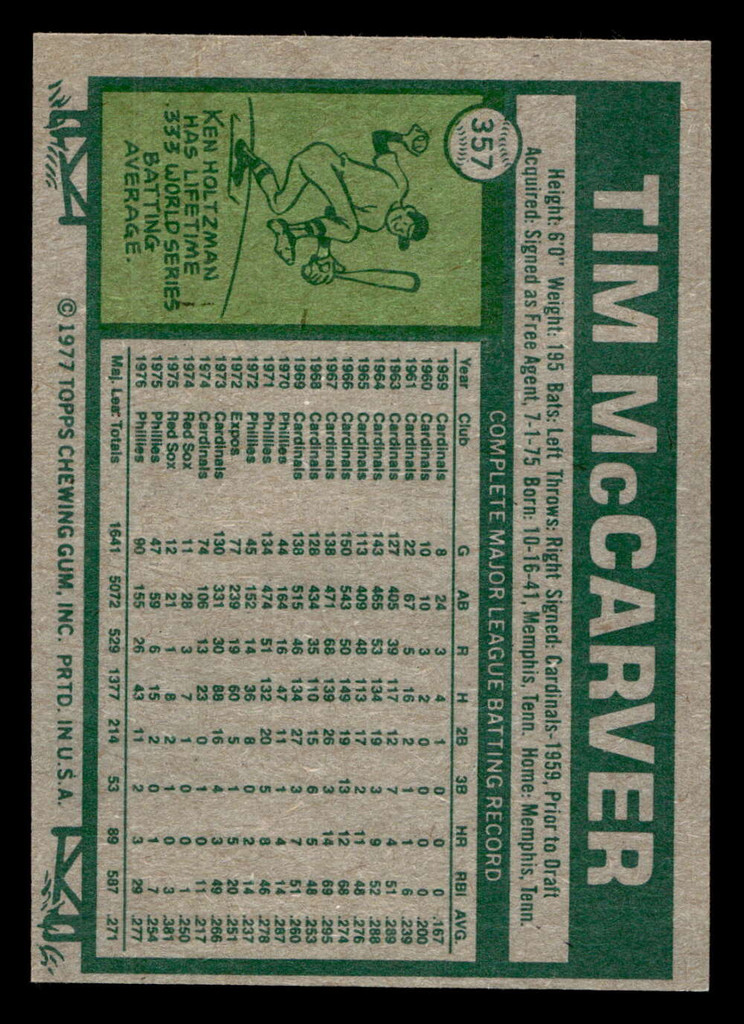 TIM McCARVER
357
Height: 6'0" Weight: 195 Bats: Left Throws: Right Signed: Cardinals-1959, Prior to Draft
Acquired: Signed as Free Agent, 7-1-75 Born: 10-16-41, Memphis, Tenn. Home: Memphis, Tenn.
KEN HOLTZMAN
HAS LIFETIME
.333 WORLD SERIES
BATTING
AVERAGE.
COMPLETE MAJOR LEAGUE BATTING RECORD
Year Club G AB R H 2B 3B HR RBI AVG.
1959 Cardinals 8 24 3 4 1 0 0 0 .167
1960 Cardinals 10 10 3 2 0 0 0 0 .200
1961 Cardinals 22 67 5 16 2 1 1 6 .239
1963 Cardinals 127 405 39 117 12 7 4 51 .289
1964 Cardinals 143 465 53 134 19 3 9 52 .288
1965 Cardinals 113 409 48 113 17 2 11 48 .276
1966 Cardinals 150 543 50 149 19 13 12 68 .274
1967 Cardinals 138 471 68 139 26 3 14 69 .295
1968 Cardinals 128 434 35 110 15 6 5 48 .253
1969 Cardinals 138 515 46 134 27 3 7 51 .260
1970 Phillies 44 164 16 47 11 1 4 14 .287
1971 Phillies 134 474 51 132 20 5 8 46 .278
1972 Phillies 45 152 14 36 8 0 2 14 .237
1972 Expos 77 239 19 60 5 1 5 20 .251
1973 Cardinals 130 331 30 88 16 4 3 49 .266
1974 Cardinals 74 106 13 23 0 1 0 11 .217
1974 Red Sox 11 28 3 7 1 0 0 1 .250
1975 Red Sox 12 21 1 8 2 1 0 3 .381
1975 Phillies 47 59 6 15 2 0 1 7 .254
1976 Phillies 90 155 26 43 11 2 3 29 .277
Maj. Lea. Totals 1641 5072 529 1377 214 53 89 587 .271
© 1977 TOPPS CHEWING GUM, INC. PRTD. IN U.S.A.